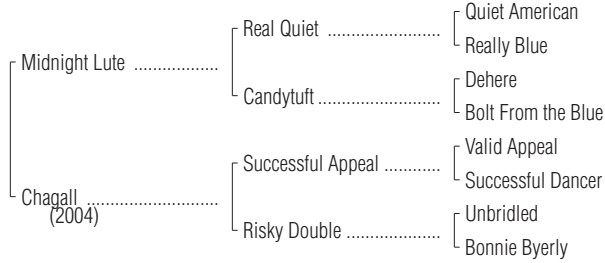 Quiet American
Real Quiet ....................
Really Blue
Midnight Lute ...............
Dehere
Candytuft......................
Bolt From the Blue
Valid Appeal
Successful Appeal ..........
Successful Dancer
Chagall ........................
(2004)
Unbridled
Risky Double .................
Bonnie Byerly